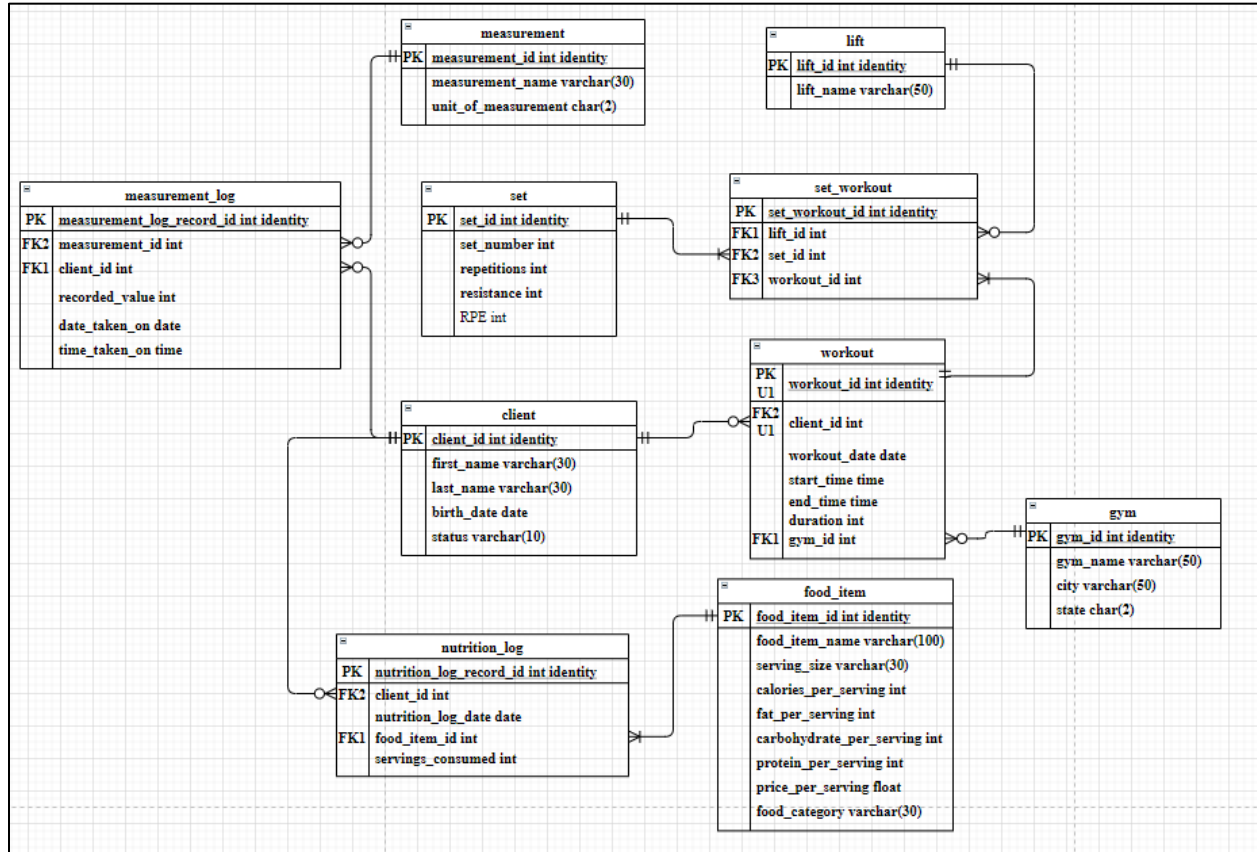 measurement
PK measurement_id int identity
measurement_name varchar(30)
unit_of_measurement char(2)
lift
PK lift_id int identity
lift_name varchar(50)
measurement_log
PK measurement_log_record_id int identity
FK2 measurement_id int
FK1 client_id int
recorded_value int
date_taken_on date
time_taken_on time
set
PK set_id int identity
set_number int
repetitions int
resistance int
RPE int
set_workout
PK set_workout_id int identity
FK1 lift_id int
FK2 set_id int
FK3 workout_id int
workout
PK
U1 workout_id int identity
FK2
U1 client_id int
workout_date date
start_time time
end_time time
duration int
FK1 gym_id int
client
PK client_id int identity
first_name varchar(30)
last_name varchar(30)
birth_date date
status varchar(10)
gym
PK gym_id int identity
gym_name varchar(50)
city varchar(50)
state char(2)
food_item
PK food_item_id int identity
food_item_name varchar(100)
serving_size varchar(30)
calories_per_serving int
fat_per_serving int
carbohydrate_per_serving int
protein_per_serving int
price_per_serving float
food_category varchar(30)
nutrition_log
PK nutrition_log_record_id int identity
FK2 client_id int
nutrition_log_date date
FK1 food_item_id int
servings_consumed int